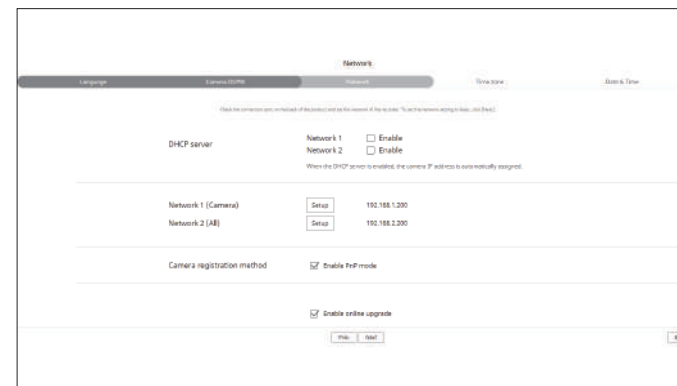 Network
Language Camera ID/PW Network Time zone Date & Time
DHCP server
Network 1 Enable
Network 2 Enable
When the DHCP server is enabled, the camera IP address is automatically assigned.
Network 1 (Camera) Setup 192.168.1.200
Network 2 (All) Setup 192.168.2.200
Camera registration method Enable PnP mode
Enable online upgrade
Prev Next